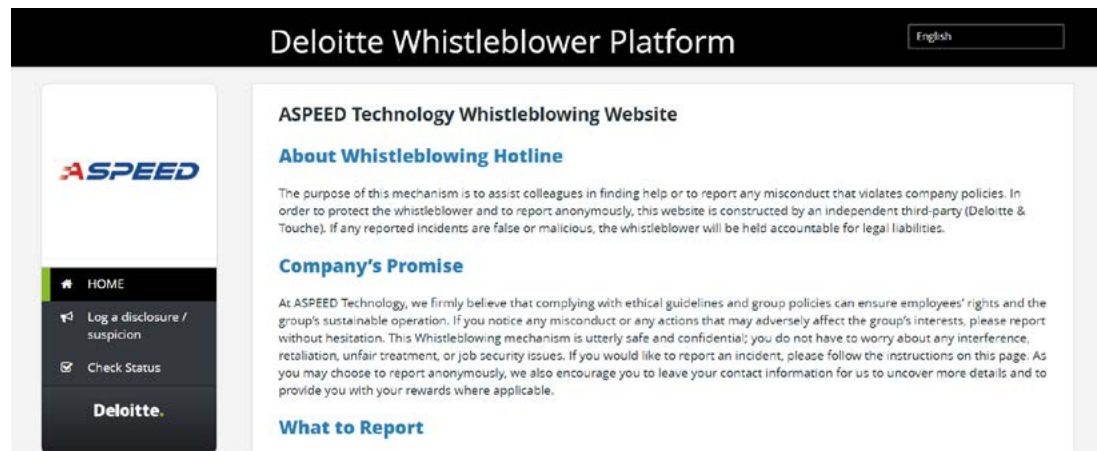 Deloitte Whistleblower Platform
English
ASPEED
HOME
Log a disclosure /
suspicion
Check Status
Deloitte.
ASPEED Technology Whistleblowing Website
About Whistleblowing Hotline
The purpose of this mechanism is to assist colleagues in finding help or to report any misconduct that violates company policies. In
order to protect the whistleblower and to report anonymously, this website is constructed by an independent third-party (Deloitte &
Touche). If any reported incidents are false or malicious, the whistleblower will be held accountable for legal liabilities.
Company's Promise
At ASPEED Technology, we firmly believe that complying with ethical guidelines and group policies can ensure employees' rights and the
group's sustainable operation. If you notice any misconduct or any actions that may adversely affect the group's interests, please report
without hesitation. This Whistleblowing mechanism is utterly safe and confidential; you do not have to worry about any interference,
retaliation, unfair treatment, or job security issues. If you would like to report an incident, please follow the instructions on this page. As
you may choose to report anonymously, we also encourage you to leave your contact information for us to uncover more details and to
provide you with your rewards where applicable.
What to Report